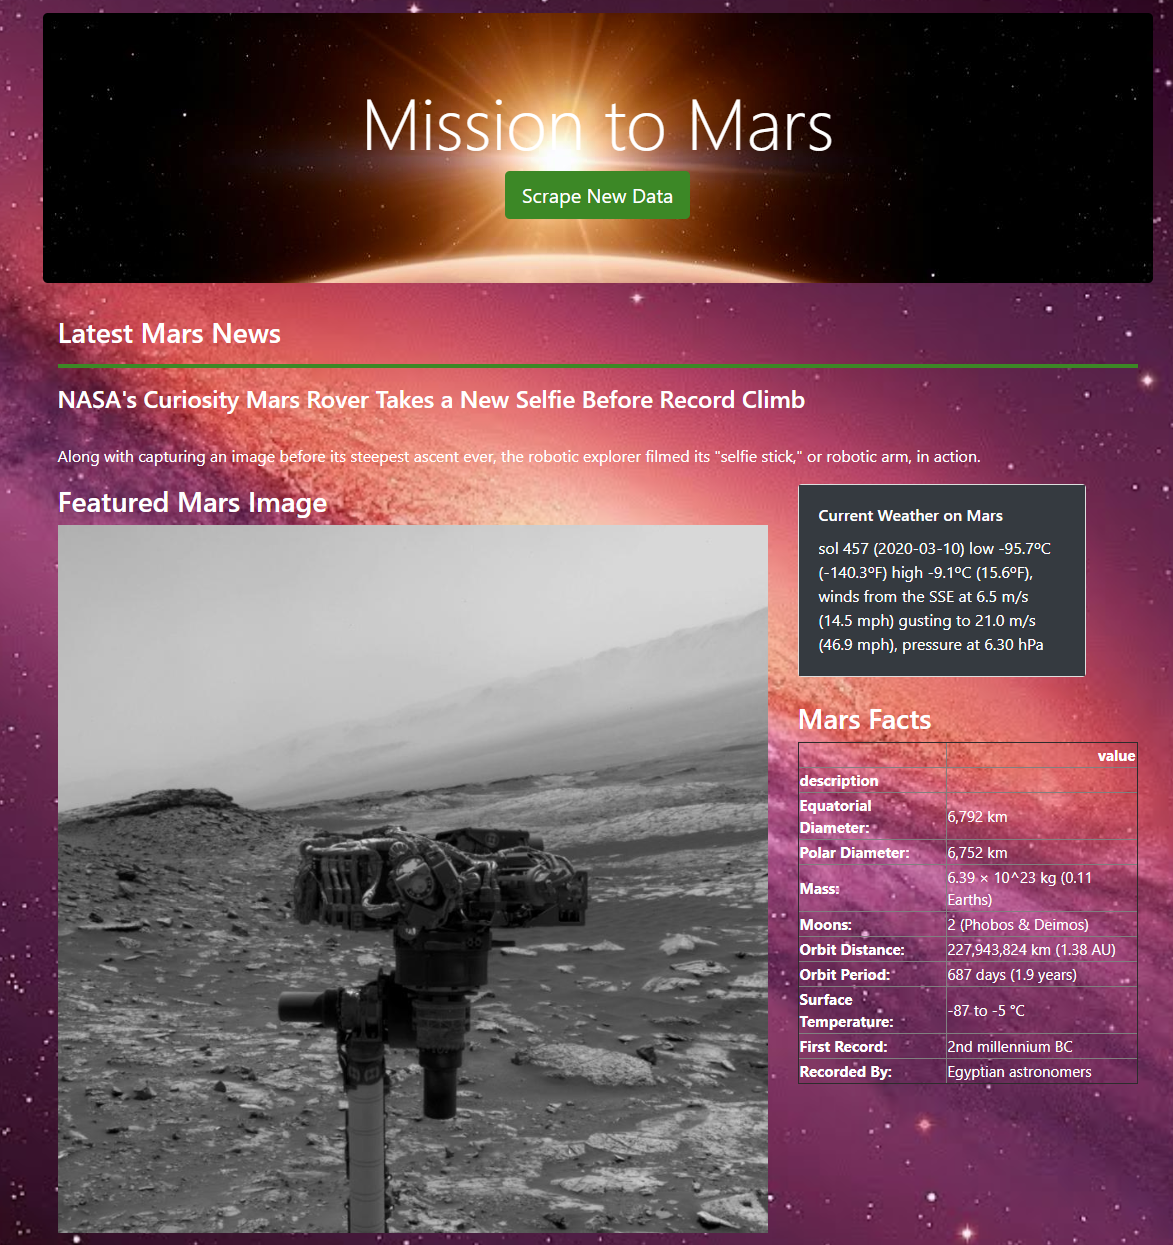 Mission to Mars
Scrape New Data
Latest Mars News
NASA's Curiosity Mars Rover Takes a New Selfie Before Record Climb
Along with capturing an image before its steepest ascent ever, the robotic explorer filmed its "selfie stick," or robotic arm, in action.
Featured Mars Image
Current Weather on Mars
sol 457 (2020-03-10) low -95.7ºC
(-140.3ºF) high -9.1ºC (15.6ºF),
winds from the SSE at 6.5 m/s
(14.5 mph) gusting to 21.0 m/s
(46.9 mph), pressure at 6.30 hPa
Mars Facts
value
description
Equatorial
Diameter:
6,792 km
Polar Diameter: 6,752 km
Mass:
6.39 × 10^23 kg (0.11
Earths)
Moons: 2 (Phobos & Deimos)
Orbit Distance: 227,943,824 km (1.38 AU)
Orbit Period: 687 days (1.9 years)
Surface
Temperature:
-87 to -5 °C
First Record: 2nd millennium BC
Recorded By: Egyptian astronomers